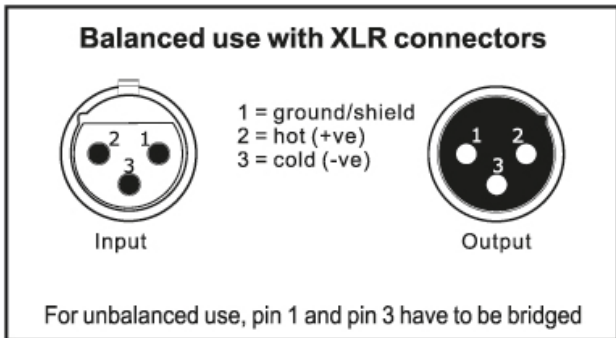 Balanced use with XLR connectors
2 1
3
Input
1 = ground/shield
2 = hot (+ve)
3 = cold (-ve)
1 2
3
Output
For unbalanced use, pin 1 and pin 3 have to be bridged